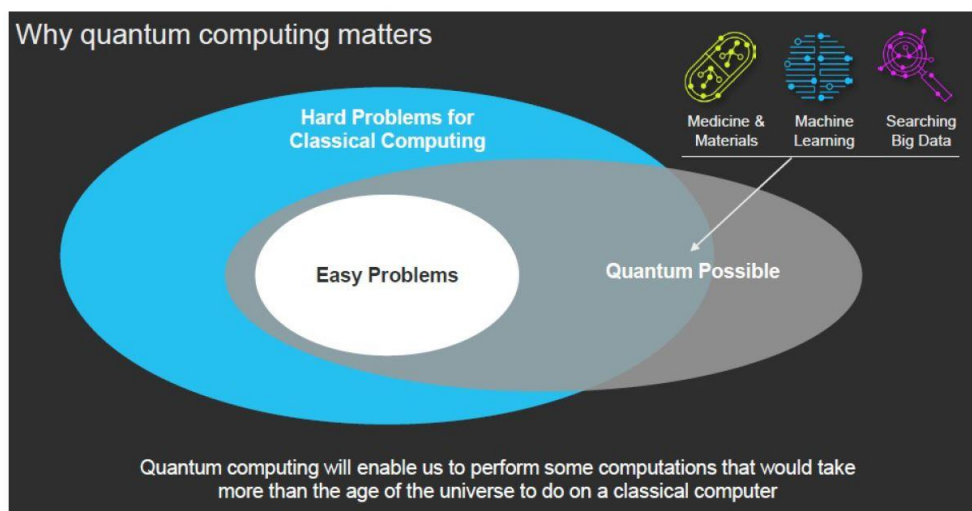 Why quantum computing matters
Medicine &
Materials
Machine
Learning
Searching
Big Data
Hard Problems for
Classical Computing
Easy Problems
Quantum Possible
Quantum computing will enable us to perform some computations that would take
more than the age of the universe to do on a classical computer